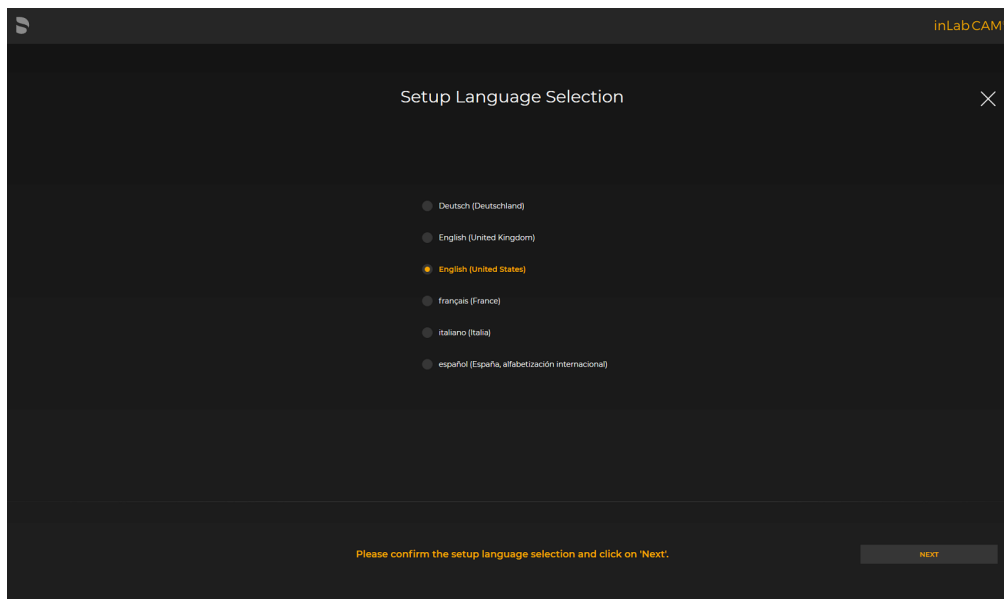 inLab CAM
Setup Language Selection
Deutsch (Deutschland)
English (United Kingdom)
English (United States)
français (France)
italiano (Italia)
español (España, alfabetización internacional)
Please confirm the setup language selection and click on 'Next'.
NEXT